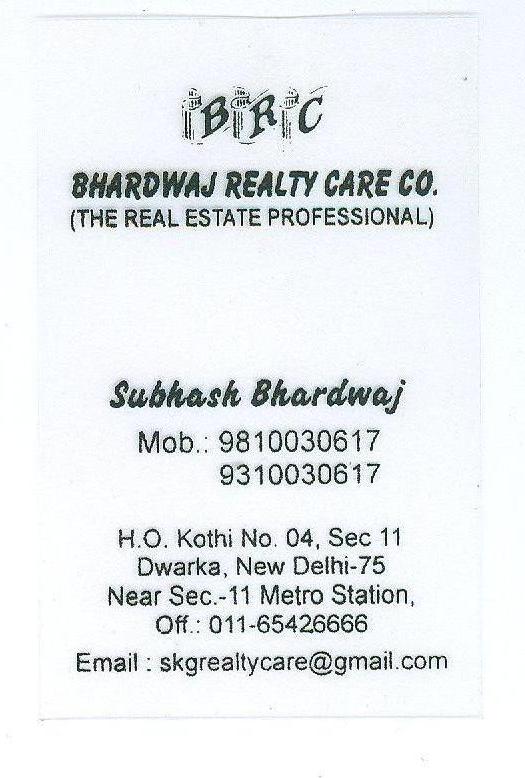 BRC
BHARDWAJ REALTY CARE CO.
(THE REAL ESTATE PROFESSIONAL)
Subhash Bhardwaj
Mob.: 9810030617
9310030617
H.O. Kothi No. 04, Sec 11
Dwarka, New Delhi-75
Near Sec.-11 Metro Station,
Off.: 011-65426666
Email : skgrealtycare@gmail.com